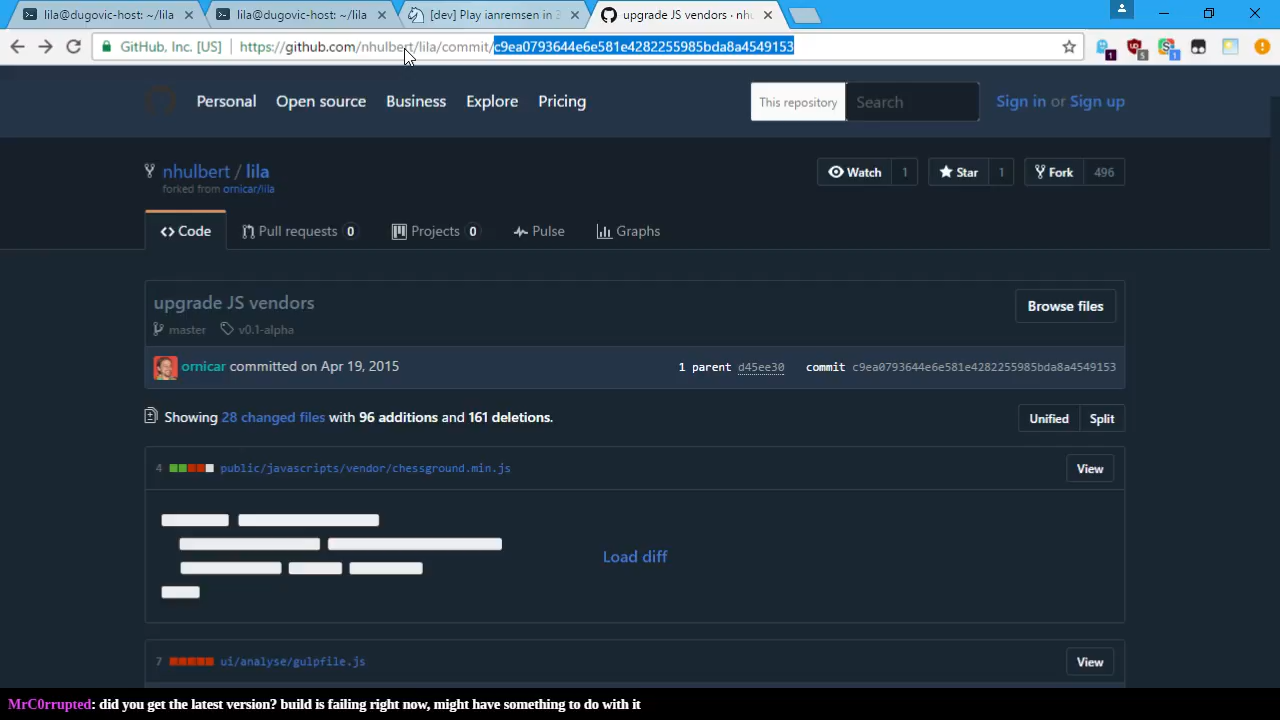 lila@dugovic-host: ~/lila
lila@dugovic-host: ~/lila
[dev] Play ianremsen in 3
upgrade JS vendors · nh
GitHub, Inc. [US]
https://github.com/nhulbert/lila/commit/c9ea0793644e6e581e4282255985bda8a4549153
1
5
1
Personal
Open source
Business
Explore
Pricing
This repository
Search
Sign in or Sign up
nhulbert / lila
forked from ornicar/lila
Watch 1
Star 1
Fork 496
Code
Pull requests 0
Projects 0
Pulse
Graphs
upgrade JS vendors
Browse files
master
v0.1-alpha
ornicar committed on Apr 19, 2015
1 parent d45ee30
commit c9ea0793644e6e581e4282255985bda8a4549153
Showing 28 changed files with 96 additions and 161 deletions.
Unified
Split
4
public/javascripts/vendor/chessground.min.js
View
Load diff
7
ui/analyse/gulpfile.js
View
MrC0rrupted: did you get the latest version? build is failing right now, might have something to do with it